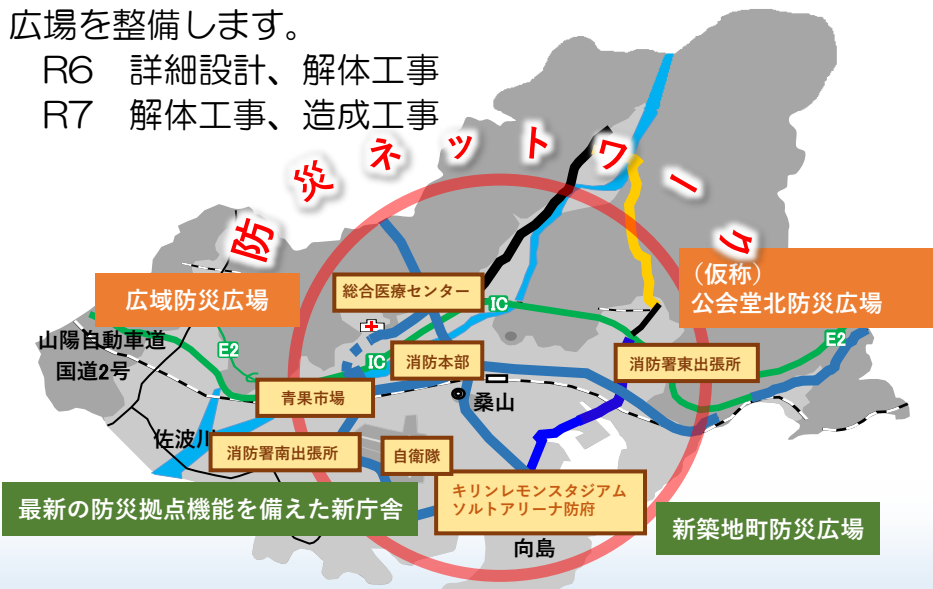 広場を整備します。
R6 詳細設計、解体工事
R7 解体工事、造成工事
防災ネットワーク
広域防災広場
総合医療センター
(仮称)
公会堂北防災広場
IC
山陽自動車道
国道2号
E2
IC
消防本部
消防署東出張所
E2
青果市場
桑山
佐波川
消防署南出張所
自衛隊
キリンレモンスタジアム
ソルトアリーナ防府
最新の防災拠点機能を備えた新庁舎
新築地町防災広場
向島